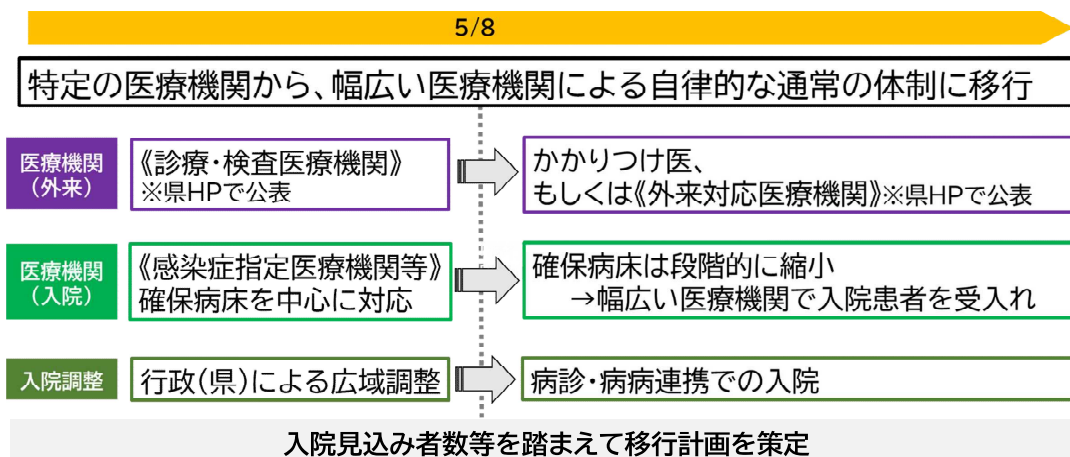 5/8
特定の医療機関から、幅広い医療機関による自律的な通常の体制に移行
医療機関
(外来)
《診療・検査医療機関》
※県HPで公表
かかりつけ医、
もしくは《外来対応医療機関》※県HPで公表
医療機関
(入院)
《感染症指定医療機関等》
確保病床を中心に対応
確保病床は段階的に縮小
→幅広い医療機関で入院患者を受入れ
入院調整
行政(県)による広域調整
病診・病病連携での入院
入院見込み者数等を踏まえて移行計画を策定